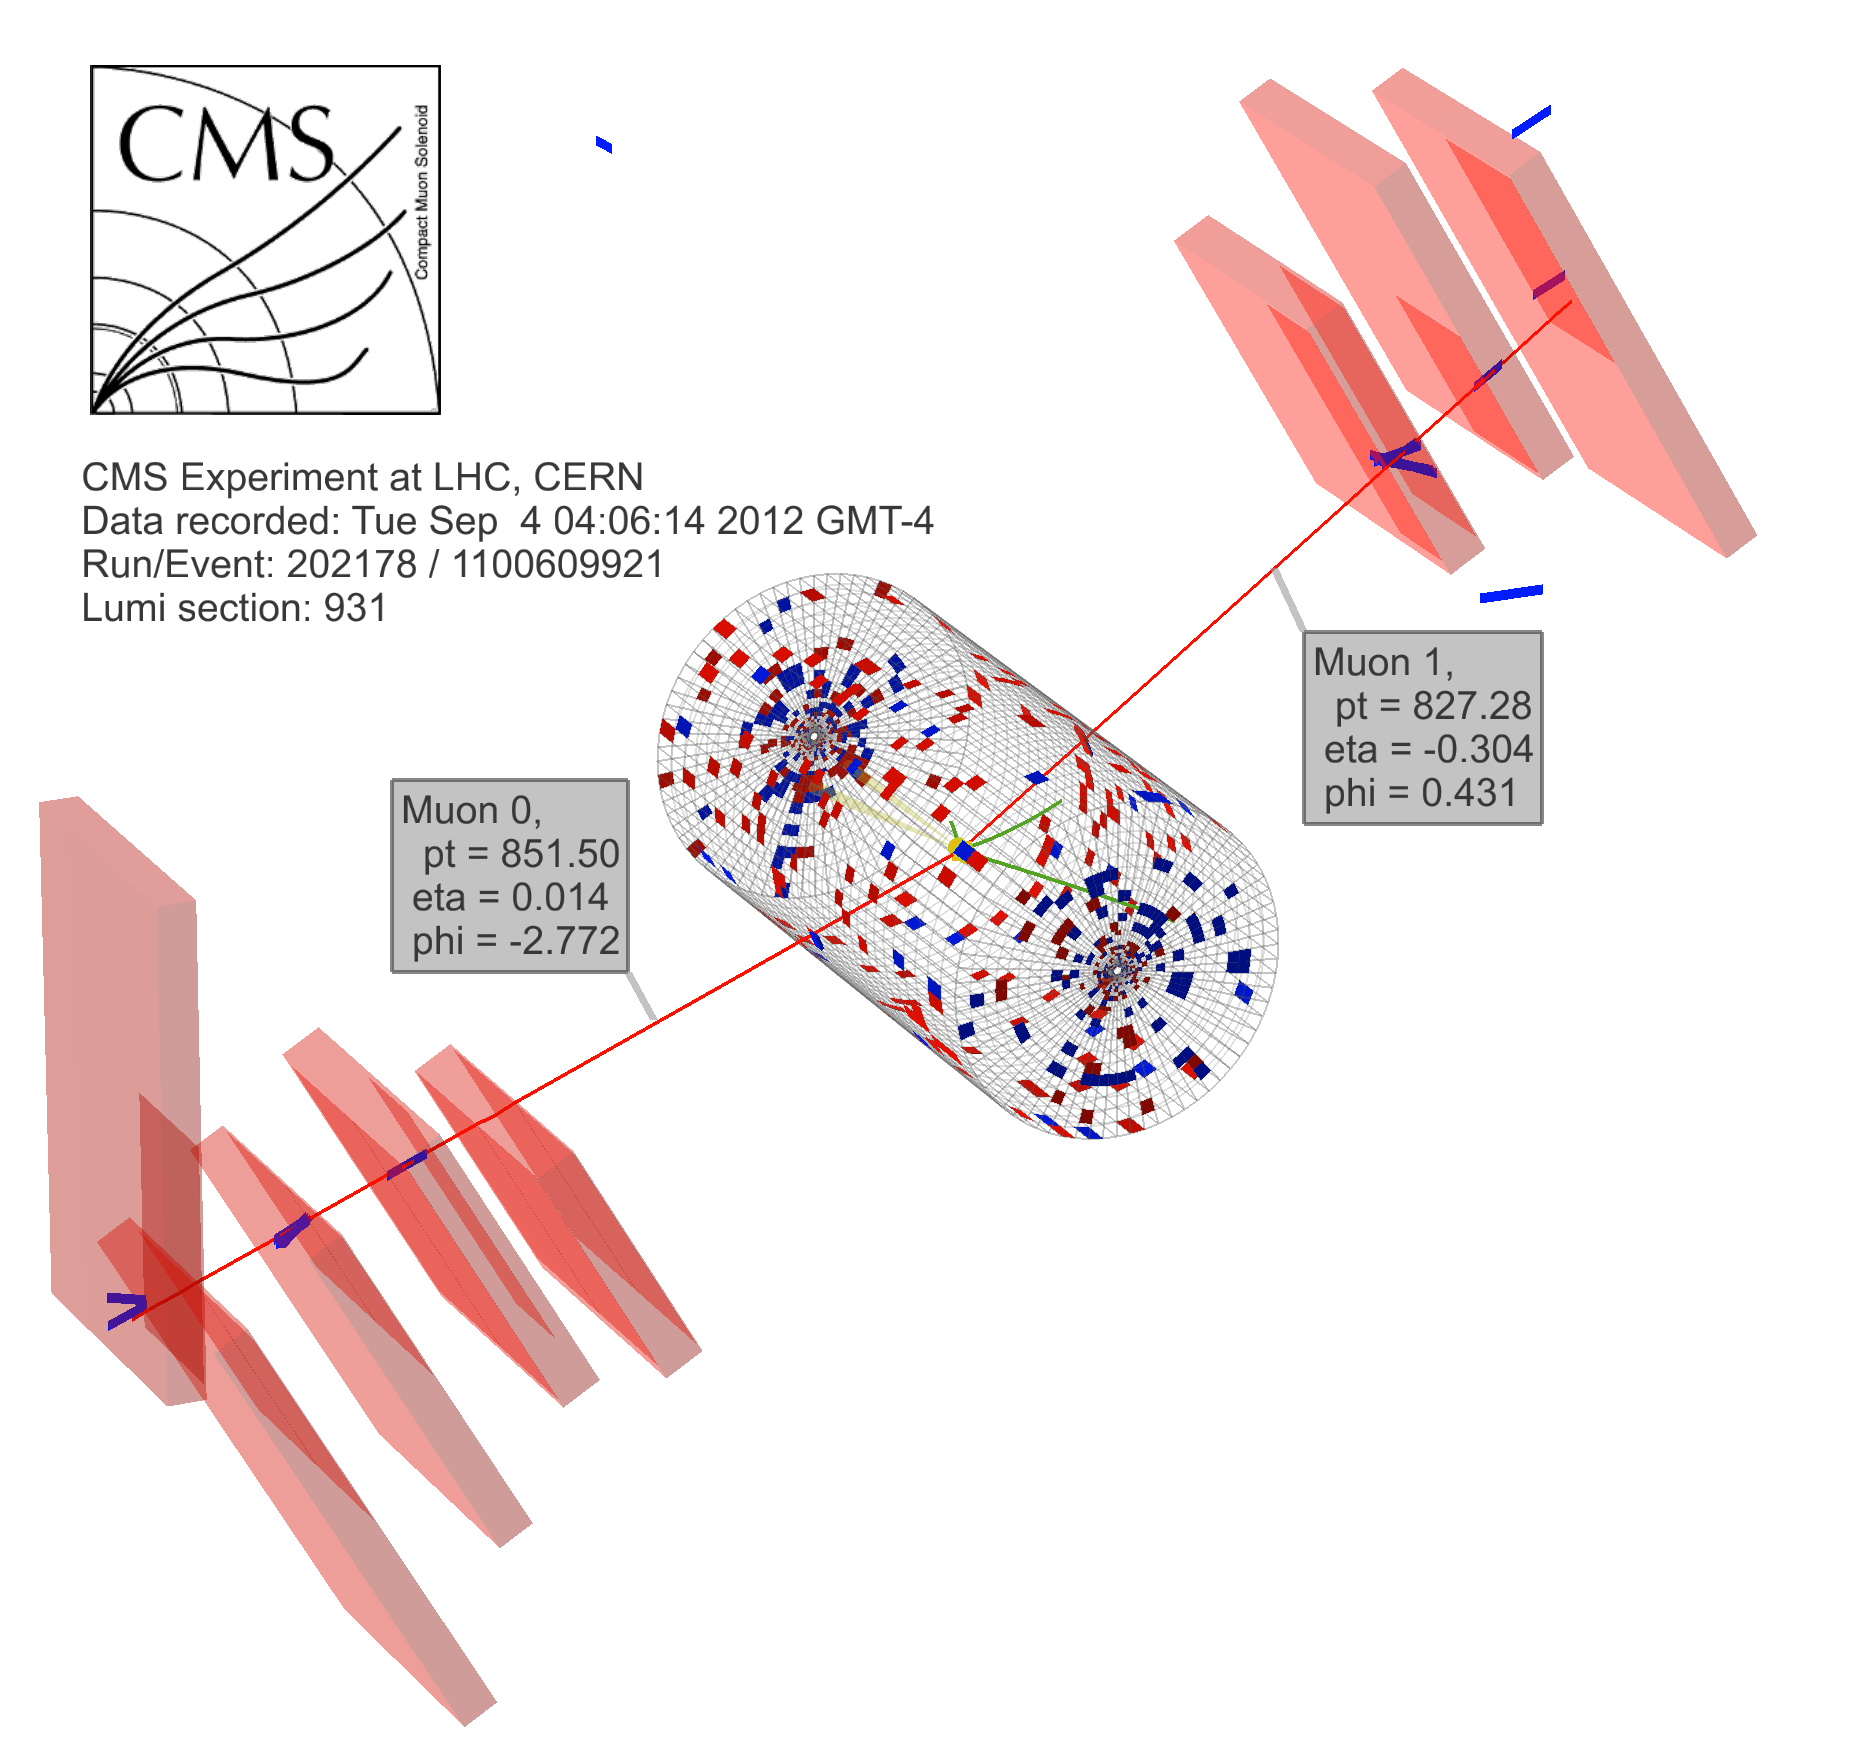 CMS
Compact Muon Solenoid
CMS Experiment at LHC, CERN
Data recorded: Tue Sep  4 04:06:14 2012 GMT-4
Run/Event: 202178 / 1100609921
Lumi section: 931
Muon 1,
pt = 827.28
eta = -0.304
phi = 0.431
Muon 0,
pt = 851.50
eta = 0.014
phi = -2.772